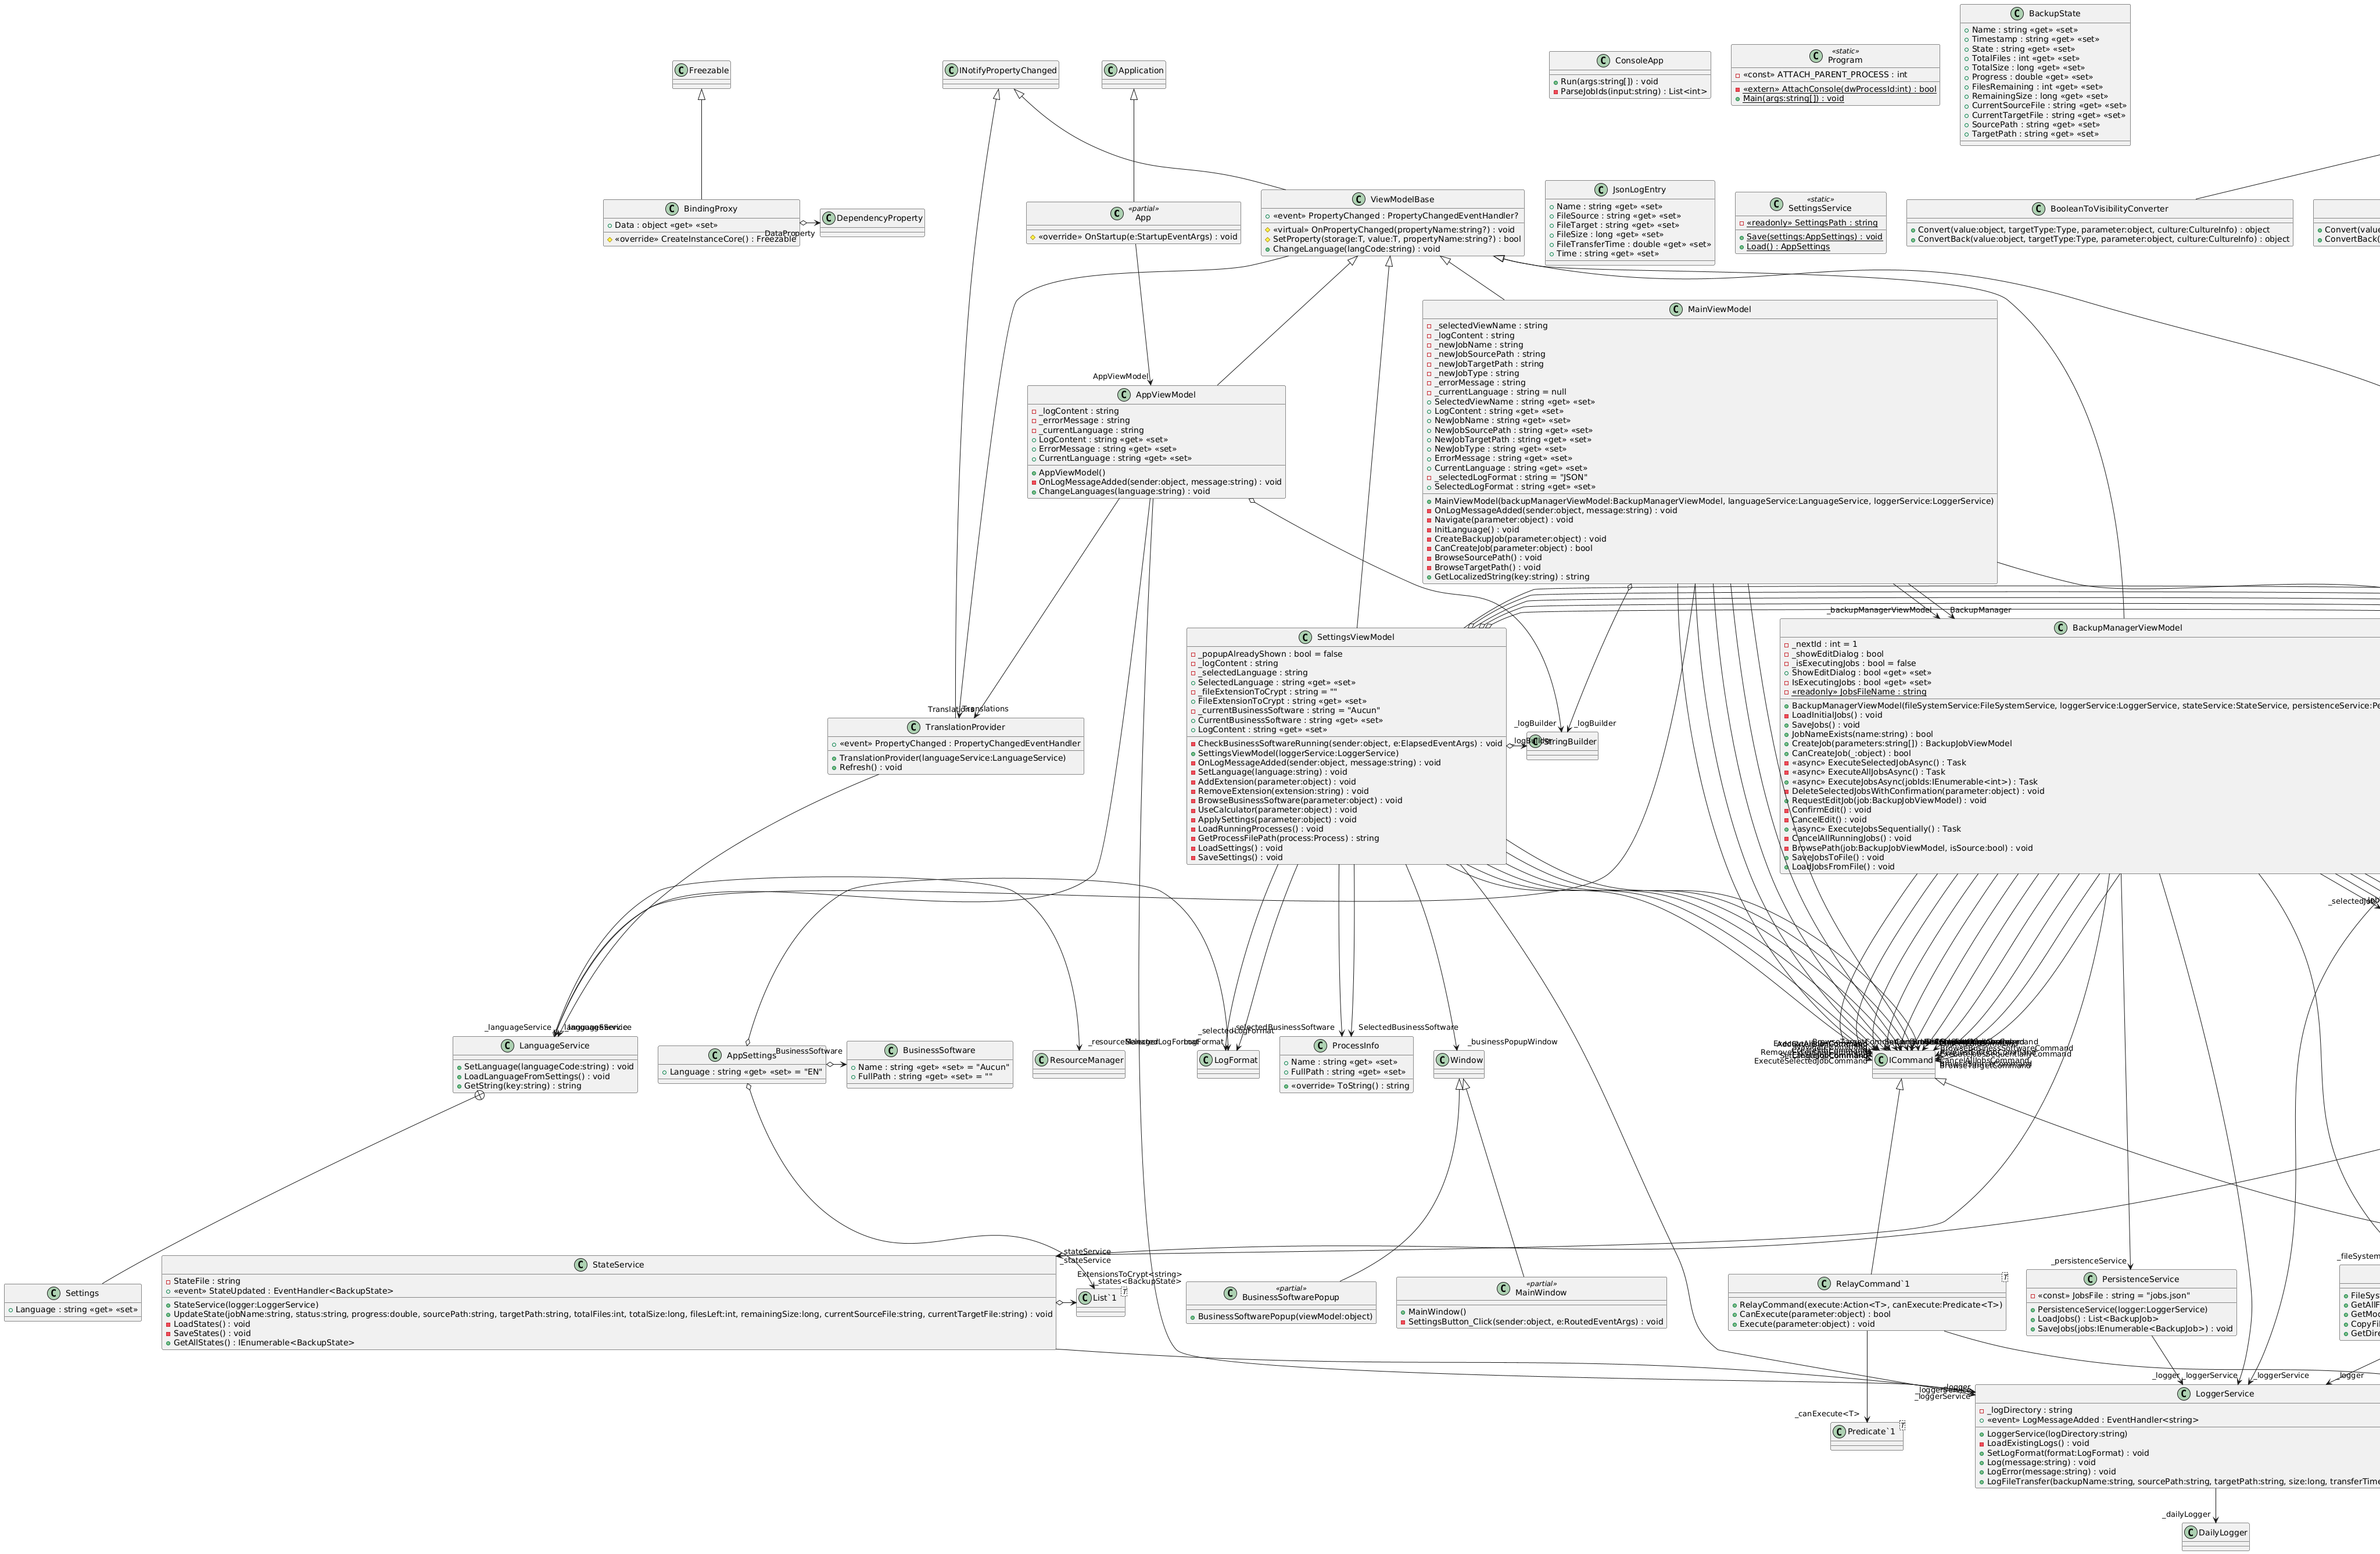 BackupState
Name : string «get» «set»
Timestamp : string «get» «set»
State : string «get» «set»
TotalFiles : int «get» «set»
TotalSize : long «get» «set»
Progress : double «get» «set»
FilesRemaining : int «get» «set»
RemainingSize : long «get» «set»
CurrentSourceFile : string «get» «set»
CurrentTargetFile : string «get» «set»
SourcePath : string «get» «set»
TargetPath : string «get» «set»
ConsoleApp
Run(args:string[]) : void
ParseJobIds(input:string) : List<int>
«static»
Program
«const» ATTACH_PARENT_PROCESS : int
«extern» AttachConsole(dwProcessId:int) : bool
Main(args:string[]) : void
Freezable
INotifyPropertyChanged
Application
BindingProxy
Data : object «get» «set»
«override» CreateInstanceCore() : Freezable
DataProperty
DependencyProperty
«partial»
App
«override» OnStartup(e:StartupEventArgs) : void
ViewModelBase
«event» PropertyChanged : PropertyChangedEventHandler?
«virtual» OnPropertyChanged(propertyName:string?) : void
SetProperty(storage:T, value:T, propertyName:string?) : bool
ChangeLanguage(langCode:string) : void
JsonLogEntry
Name : string «get» «set»
FileSource : string «get» «set»
FileTarget : string «get» «set»
FileSize : long «get» «set»
FileTransferTime : double «get» «set»
Time : string «get» «set»
«static»
SettingsService
«readonly» SettingsPath : string
Save(settings:AppSettings) : void
Load() : AppSettings
BooleanToVisibilityConverter
Convert(value:object, targetType:Type, parameter:object, culture:CultureInfo) : object
ConvertBack(value:object, targetType:Type, parameter:object, culture:CultureInfo) : object
Convert(value
ConvertBack(
MainViewModel
_selectedViewName : string
_logContent : string
_newJobName : string
_newJobSourcePath : string
_newJobTargetPath : string
_newJobType : string
_errorMessage : string
_currentLanguage : string = null
SelectedViewName : string «get» «set»
LogContent : string «get» «set»
NewJobName : string «get» «set»
NewJobSourcePath : string «get» «set»
NewJobTargetPath : string «get» «set»
NewJobType : string «get» «set»
ErrorMessage : string «get» «set»
CurrentLanguage : string «get» «set»
_selectedLogFormat : string = "JSON"
SelectedLogFormat : string «get» «set»
MainViewModel(backupManagerViewModel:BackupManagerViewModel, languageService:LanguageService, loggerService:LoggerService)
OnLogMessageAdded(sender:object, message:string) : void
Navigate(parameter:object) : void
InitLanguage() : void
CreateBackupJob(parameter:object) : void
CanCreateJob(parameter:object) : bool
BrowseSourcePath() : void
BrowseTargetPath() : void
GetLocalizedString(key:string) : string
AppViewModel
AppViewModel
_logContent : string
_errorMessage : string
_currentLanguage : string
LogContent : string «get» «set»
ErrorMessage : string «get» «set»
CurrentLanguage : string «get» «set»
AppViewModel()
OnLogMessageAdded(sender:object, message:string) : void
ChangeLanguages(language:string) : void
_backupManagerViewModel
BackupManager
SettingsViewModel
_popupAlreadyShown : bool = false
_logContent : string
_selectedLanguage : string
SelectedLanguage : string «get» «set»
_fileExtensionToCrypt : string = ""
FileExtensionToCrypt : string «get» «set»
_currentBusinessSoftware : string = "Aucun"
CurrentBusinessSoftware : string «get» «set»
LogContent : string «get» «set»
CheckBusinessSoftwareRunning(sender:object, e:ElapsedEventArgs) : void
SettingsViewModel(loggerService:LoggerService)
OnLogMessageAdded(sender:object, message:string) : void
SetLanguage(language:string) : void
AddExtension(parameter:object) : void
RemoveExtension(extension:string) : void
BrowseBusinessSoftware(parameter:object) : void
UseCalculator(parameter:object) : void
ApplySettings(parameter:object) : void
LoadRunningProcesses() : void
GetProcessFilePath(process:Process) : string
LoadSettings() : void
SaveSettings() : void
BackupManagerViewModel
_nextId : int = 1
_showEditDialog : bool
_isExecutingJobs : bool = false
ShowEditDialog : bool «get» «set»
IsExecutingJobs : bool «get» «set»
«readonly» JobsFileName : string
BackupManagerViewModel(fileSystemService:FileSystemService, loggerService:LoggerService, stateService:StateService, persistenceService:Pe
LoadInitialJobs() : void
SaveJobs() : void
JobNameExists(name:string) : bool
CreateJob(parameters:string[]) : BackupJobViewModel
CanCreateJob(_:object) : bool
«async» ExecuteSelectedJobAsync() : Task
«async» ExecuteAllJobsAsync() : Task
«async» ExecuteJobsAsync(jobIds:IEnumerable<int>) : Task
DeleteSelectedJobsWithConfirmation(parameter:object) : void
RequestEditJob(job:BackupJobViewModel) : void
ConfirmEdit() : void
CancelEdit() : void
«async» ExecuteJobsSequentially() : Task
CancelAllRunningJobs() : void
BrowsePath(job:BackupJobViewModel, isSource:bool) : void
SaveJobsToFile() : void
LoadJobsFromFile() : void
Translations
Translations
_logBuilder
_logBuilder
StringBuilder
TranslationProvider
«event» PropertyChanged : PropertyChangedEventHandler
TranslationProvider(languageService:LanguageService)
Refresh() : void
_languageService
LanguageService
SetLanguage(languageCode:string) : void
LoadLanguageFromSettings() : void
GetString(key:string) : string
AppSettings
Language : string «get» «set» = "EN"
BusinessSoftware
BusinessSoftware
Name : string «get» «set» = "Aucun"
FullPath : string «get» «set» = ""
ResourceManager
_selectedLogFormat
LogFormat
selectedBusinessSoftware
SelectedBusinessSoftware
ProcessInfo
Name : string «get» «set»
FullPath : string «get» «set»
«override» ToString() : string
_businessPopupWindow
Window
ICommand
ExecuteSelectedJobCommand
BrowseTargetCommand
Settings
Language : string «get» «set»
_stateService
_stateService
StateService
StateFile : string
«event» StateUpdated : EventHandler<BackupState>
StateService(logger:LoggerService)
UpdateState(jobName:string, status:string, progress:double, sourcePath:string, targetPath:string, totalFiles:int, totalSize:long, filesLeft:int, remainingSize:long, currentSourceFile:string, currentTargetFile:string) : void
LoadStates() : void
SaveStates() : void
GetAllStates() : IEnumerable<BackupState>
ExtensionsToCrypt<string>
_states<BackupState>
List`1
T
«partial»
BusinessSoftwarePopup
BusinessSoftwarePopup(viewModel:object)
«partial»
MainWindow
MainWindow()
SettingsButton_Click(sender:object, e:RoutedEventArgs) : void
RelayCommand`1
T
RelayCommand(execute:Action<T>, canExecute:Predicate<T>)
CanExecute(parameter:object) : bool
Execute(parameter:object) : void
_persistenceService
PersistenceService
«const» JobsFile : string = "jobs.json"
PersistenceService(logger:LoggerService)
LoadJobs() : List<BackupJob>
SaveJobs(jobs:IEnumerable<BackupJob>) : void
_fileSystem
FileSyst
GetAllF
GetMod
CopyFil
GetDire
_logger
_loggerService
_loggerService
_logger
_loggerService
LoggerService
_logDirectory : string
«event» LogMessageAdded : EventHandler<string>
LoggerService(logDirectory:string)
LoadExistingLogs() : void
SetLogFormat(format:LogFormat) : void
Log(message:string) : void
LogError(message:string) : void
LogFileTransfer(backupName:string, sourcePath:string, targetPath:string, size:long, transferTime
_canExecute<T>
Predicate`1
T
_dailyLogger
DailyLogger